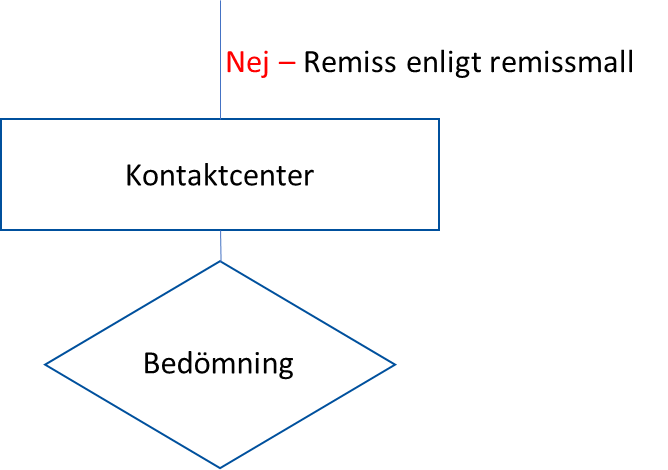 Nej – Remiss enligt remissmall
Kontaktcenter
Bedömning